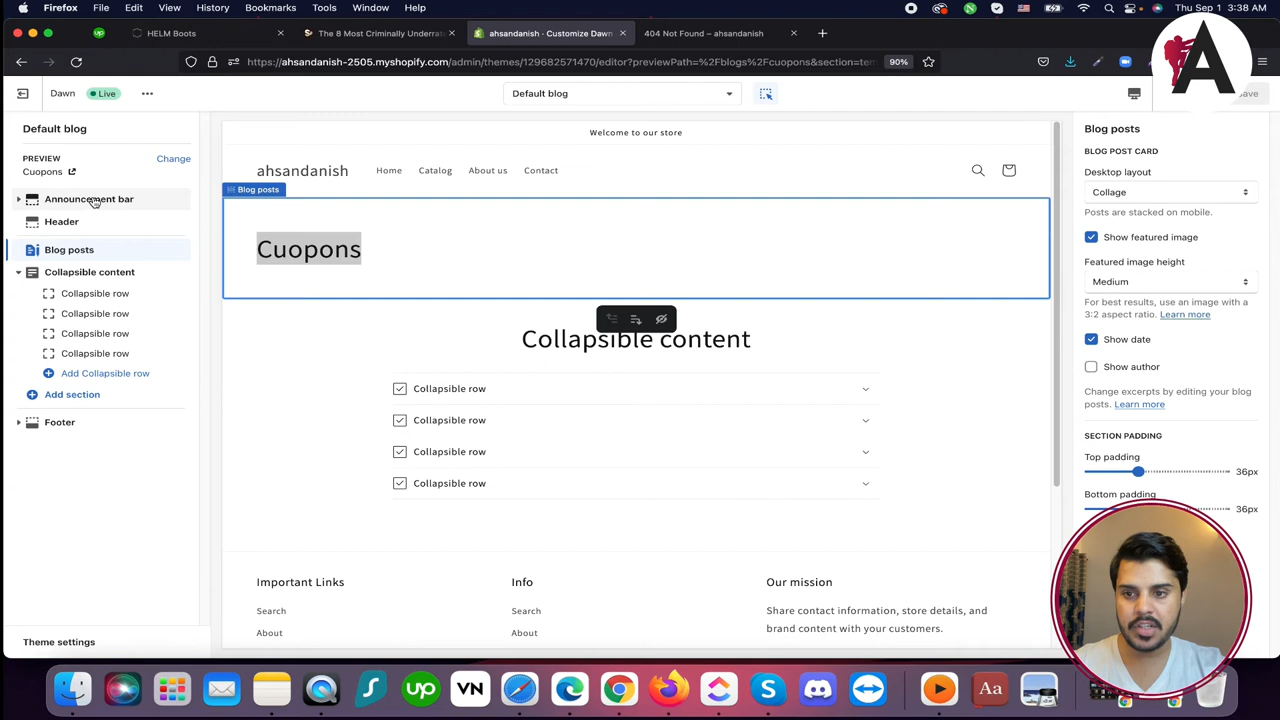 Firefox File Edit View History Bookmarks Tools Window Help
Mon 3:38 PM
HELM Boots
The 8 Most Criminally Underrat
ahsandanish · Customize Dawn
404 Not Found – ahsandanish
https://ahsandanish-2505.myshopify.com/admin/themes/129682571470/editor?previewPath=%2Fblogs%2Fcuopons&section=tem
90%
Dawn
Live
Default blog
Save
Default blog
PREVIEW
Change
Cuopons
Announcement bar
Header
Blog posts
Collapsible content
Collapsible row
Collapsible row
Collapsible row
Collapsible row
Add Collapsible row
Add section
Footer
Theme settings
Welcome to our store
ahsandanish Home Catalog About us Contact
Blog posts
Cuopons
Collapsible content
Collapsible row
Collapsible row
Collapsible row
Collapsible row
Important Links
Search
About
Info
Search
About
Our mission
Share contact information, store details, and
brand content with your customers.
Blog posts
BLOG POST CARD
Desktop layout
Collage
Posts are stacked on mobile.
Show featured image
Featured image height
Medium
For best results, use an image with a
3:2 aspect ratio. Learn more
Show date
Show author
Change excerpts by editing your blog
posts. Learn more
SECTION PADDING
Top padding
36px
Bottom padding
36px
up
VN
Aa